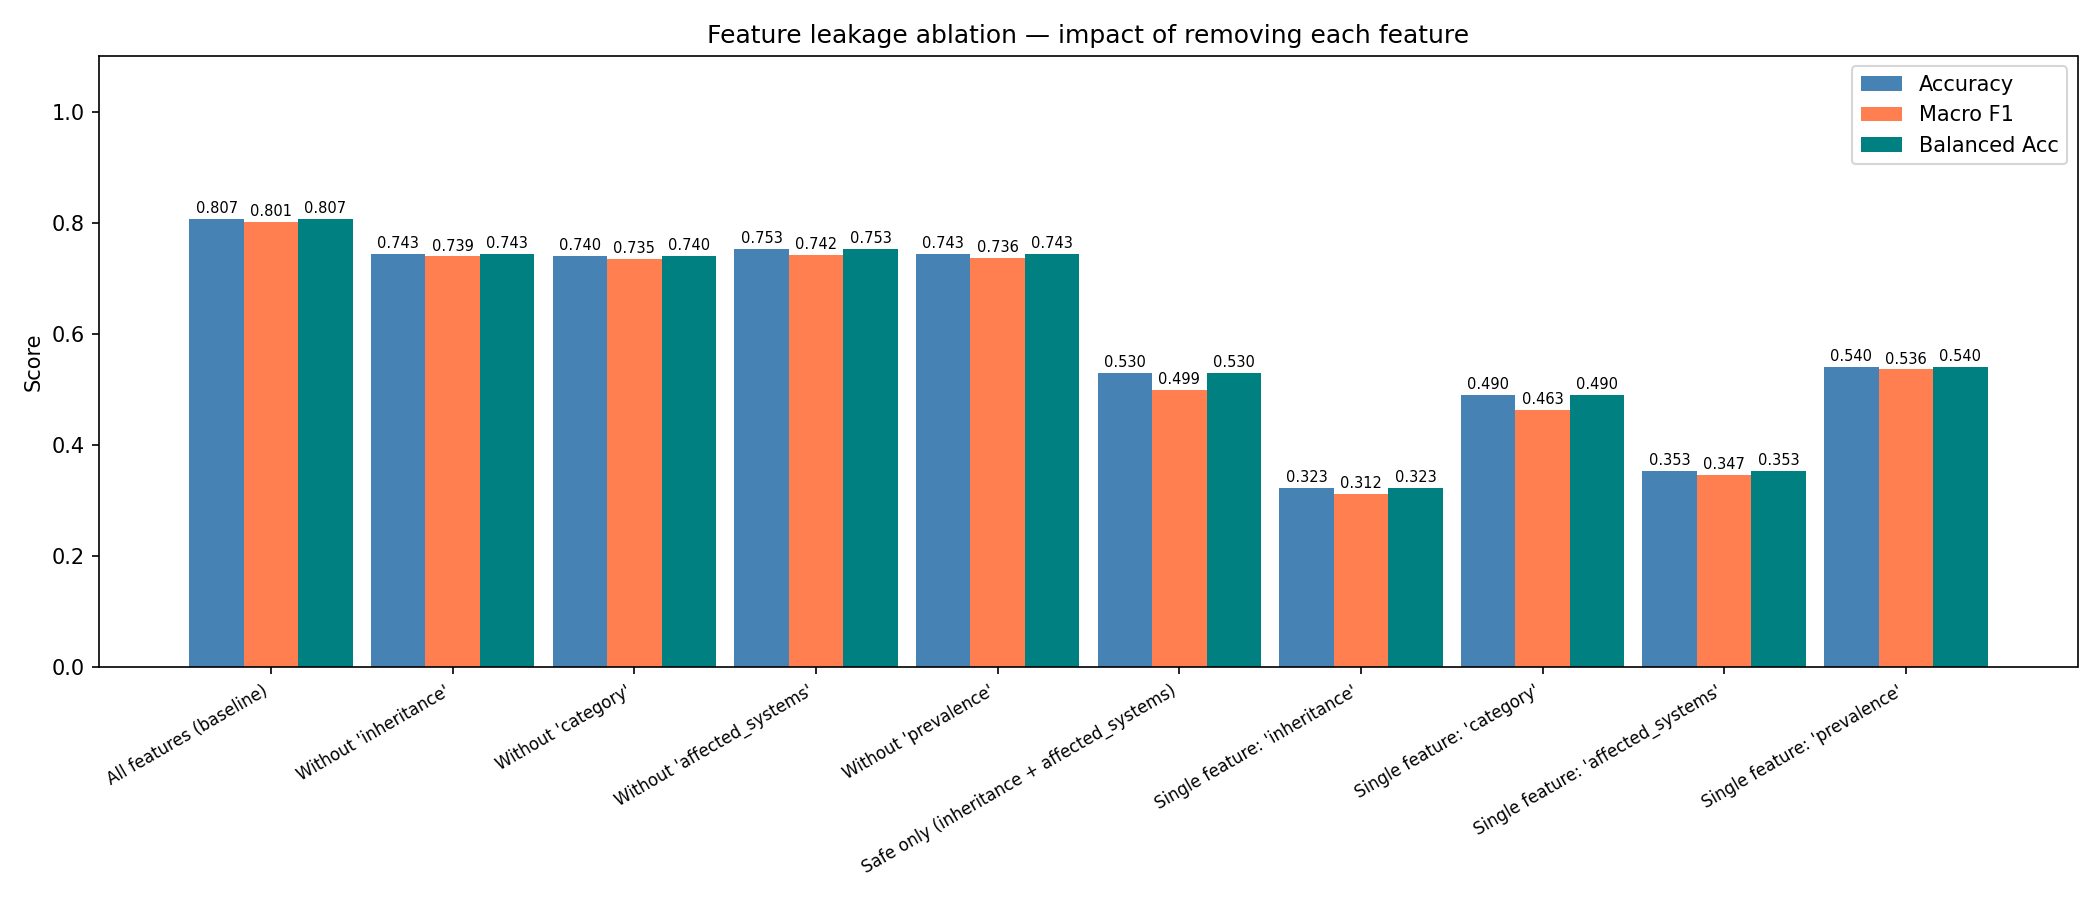 Feature leakage ablation — impact of removing each feature
Accuracy
Macro F1
Balanced Acc
Score
1.0
0.8
0.6
0.4
0.2
0.0
0.807 0.801 0.807
0.743 0.739 0.743
0.740 0.735 0.740
0.753 0.742 0.753
0.743 0.736 0.743
0.530 0.499 0.530
0.323 0.312 0.323
0.490 0.463 0.490
0.353 0.347 0.353
0.540 0.536 0.540
All features (baseline)
Without 'inheritance'
Without 'category'
Without 'affected_systems'
Without 'prevalence'
Safe only (inheritance + affected_systems)
Single feature: 'inheritance'
Single feature: 'category'
Single feature: 'affected_systems'
Single feature: 'prevalence'